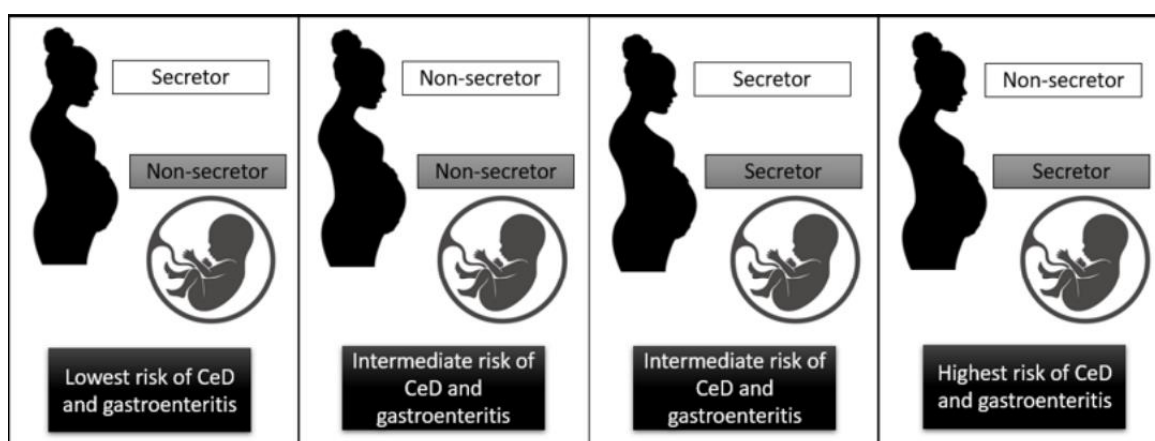 Secretor
Non-secretor
Lowest risk of CeD
and gastroenteritis
Non-secretor
Non-secretor
Intermediate risk of
CeD and
gastroenteritis
Secretor
Secretor
Intermediate risk of
CeD and
gastroenteritis
Non-secretor
Secretor
Highest risk of CeD
and gastroenteritis